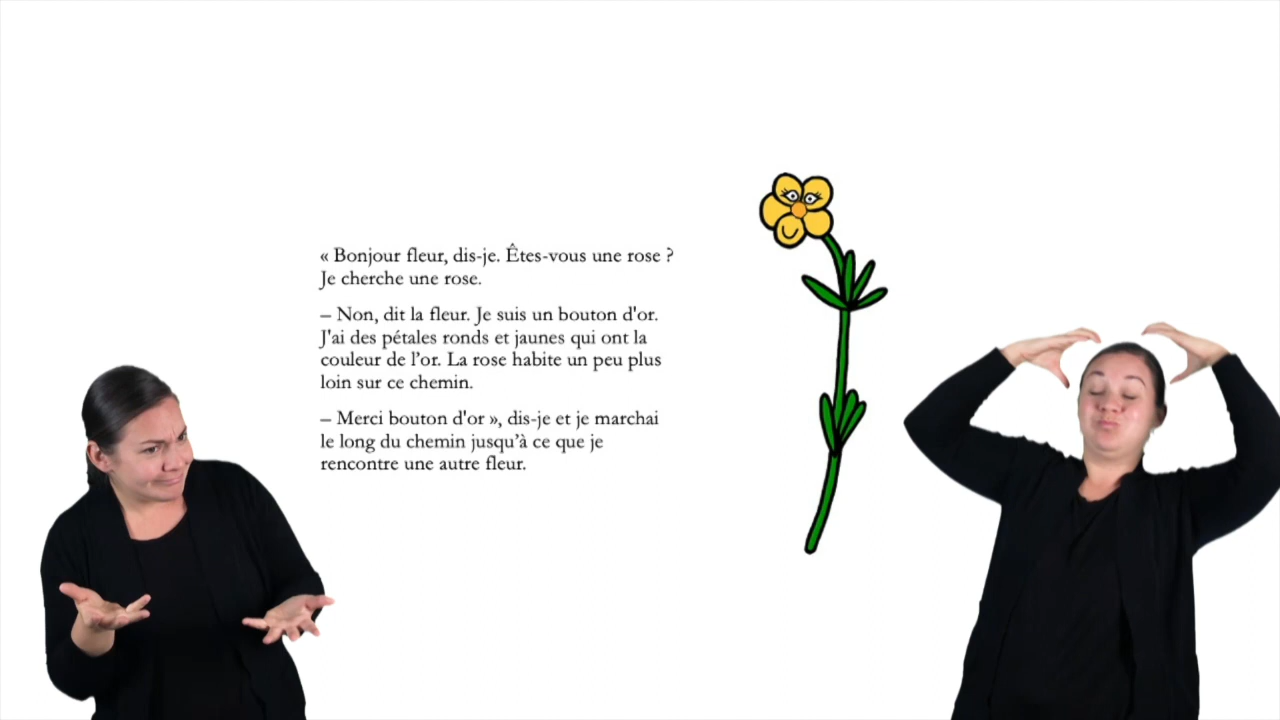 « Bonjour fleur, dis-je. Êtes-vous une rose ?
Je cherche une rose.
– Non, dit la fleur. Je suis un bouton d'or.
J'ai des pétales ronds et jaunes qui ont la
couleur de l’or. La rose habite un peu plus
loin sur ce chemin.
– Merci bouton d'or », dis-je et je marchai
le long du chemin jusqu’à ce que je
rencontre une autre fleur.